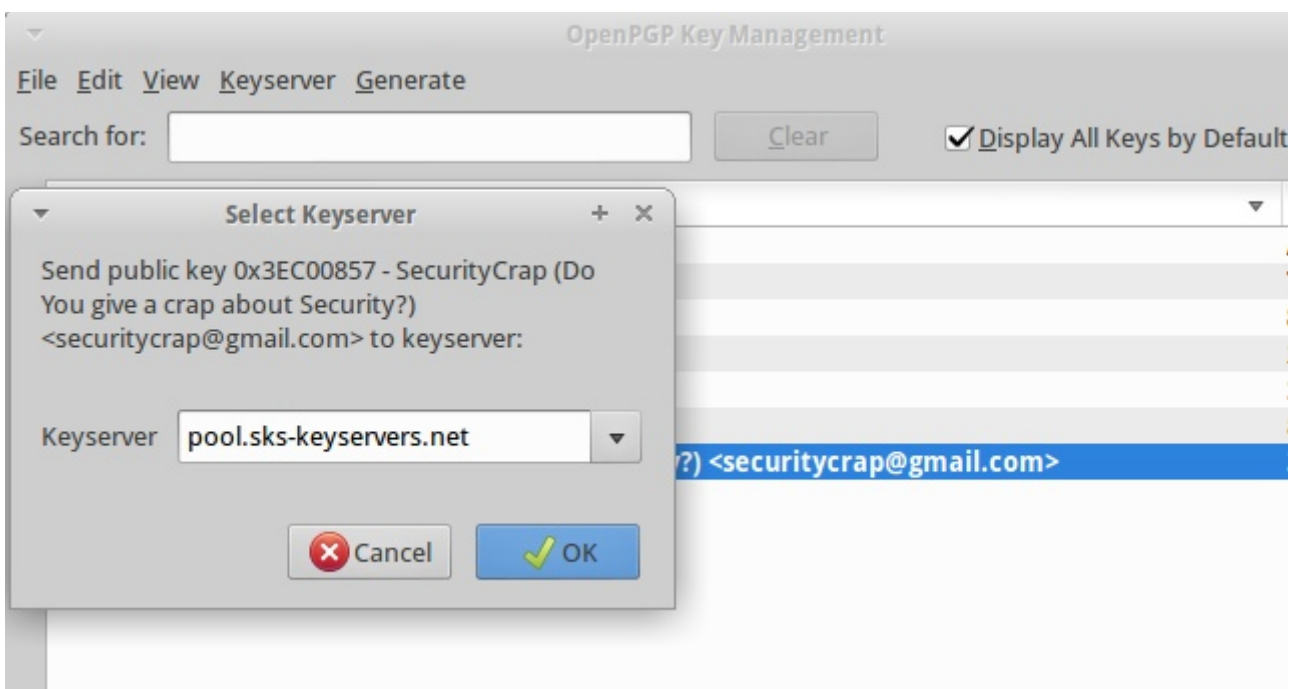 OpenPGP Key Management
File Edit View Keyserver Generate
Search for: Clear Display All Keys by Default
Select Keyserver
Send public key 0x3EC00857 - SecurityCrap (Do
You give a crap about Security?)
<securitycrap@gmail.com> to keyserver:
Keyserver pool.sks-keyservers.net
?) <securitycrap@gmail.com>
Cancel OK